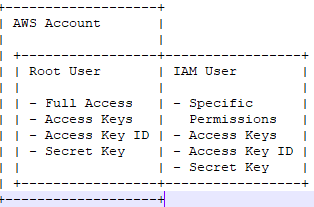 AWS Account
Root User
- Full Access
- Access Keys
- Access Key ID
- Secret Key
IAM User
- Specific
Permissions
- Access Keys
- Access Key ID
- Secret Key